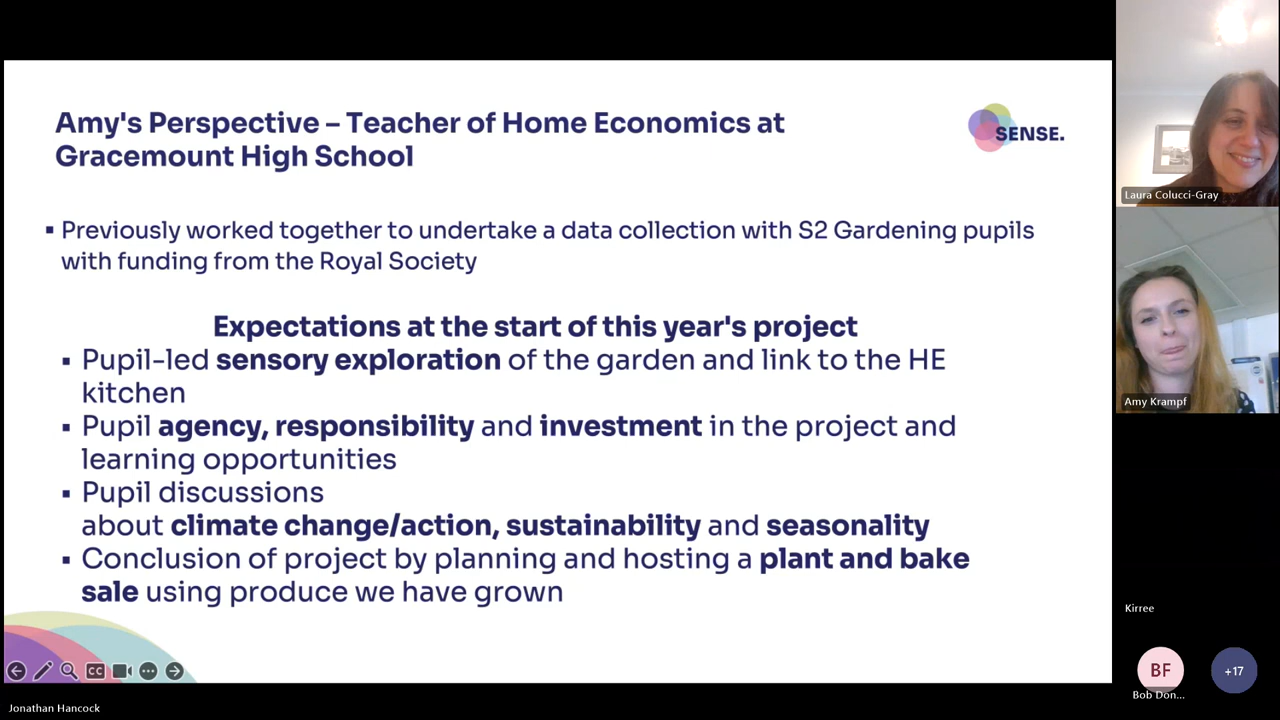 Amy's Perspective – Teacher of Home Economics at
Gracemount High School
SENSE.
▪ Previously worked together to undertake a data collection with S2 Gardening pupils
with funding from the Royal Society
Expectations at the start of this year's project
▪ Pupil-led sensory exploration of the garden and link to the HE
kitchen
▪ Pupil agency, responsibility and investment in the project and
learning opportunities
▪ Pupil discussions
about climate change/action, sustainability and seasonality
▪ Conclusion of project by planning and hosting a plant and bake
sale using produce we have grown
CC
Jonathan Hancock
Laura Colucci-Gray
Amy Krampf
Kirree
BF
Bob Don...
+17